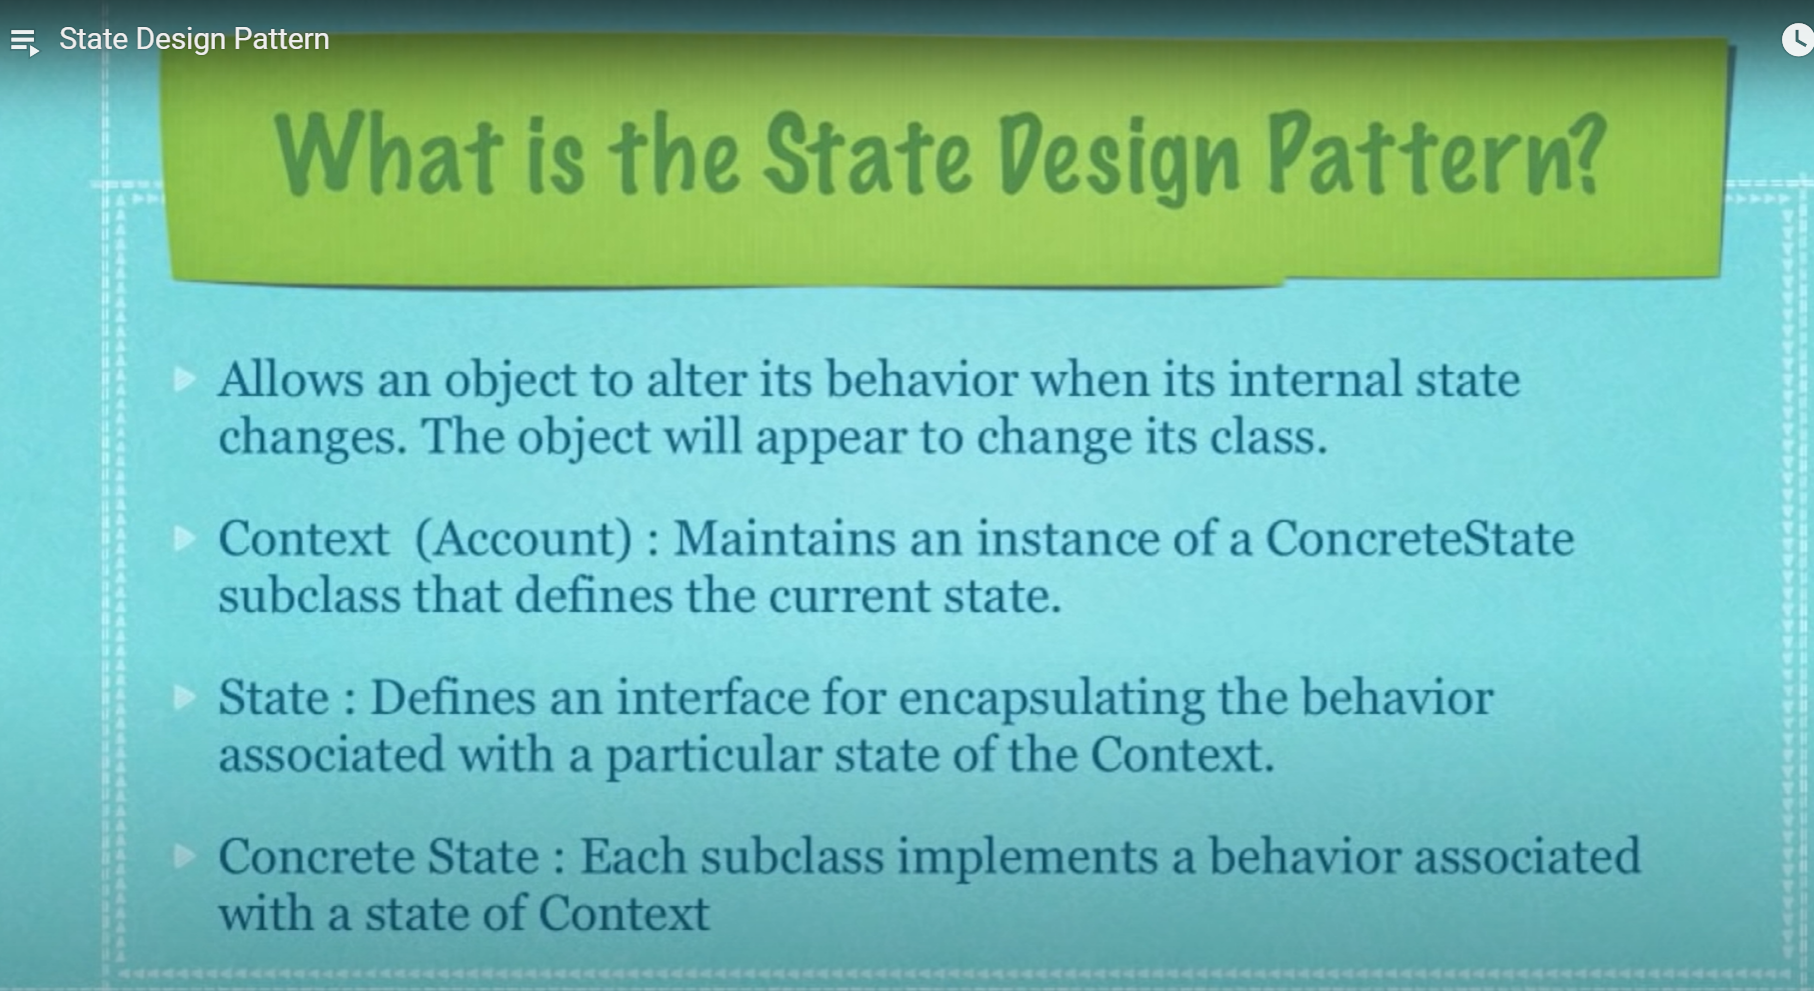 State Design Pattern
What is the State Design Pattern?
Allows an object to alter its behavior when its internal state
changes. The object will appear to change its class.
Context (Account) : Maintains an instance of a ConcreteState
subclass that defines the current state.
State : Defines an interface for encapsulating the behavior
associated with a particular state of the Context.
Concrete State : Each subclass implements a behavior associated
with a state of Context